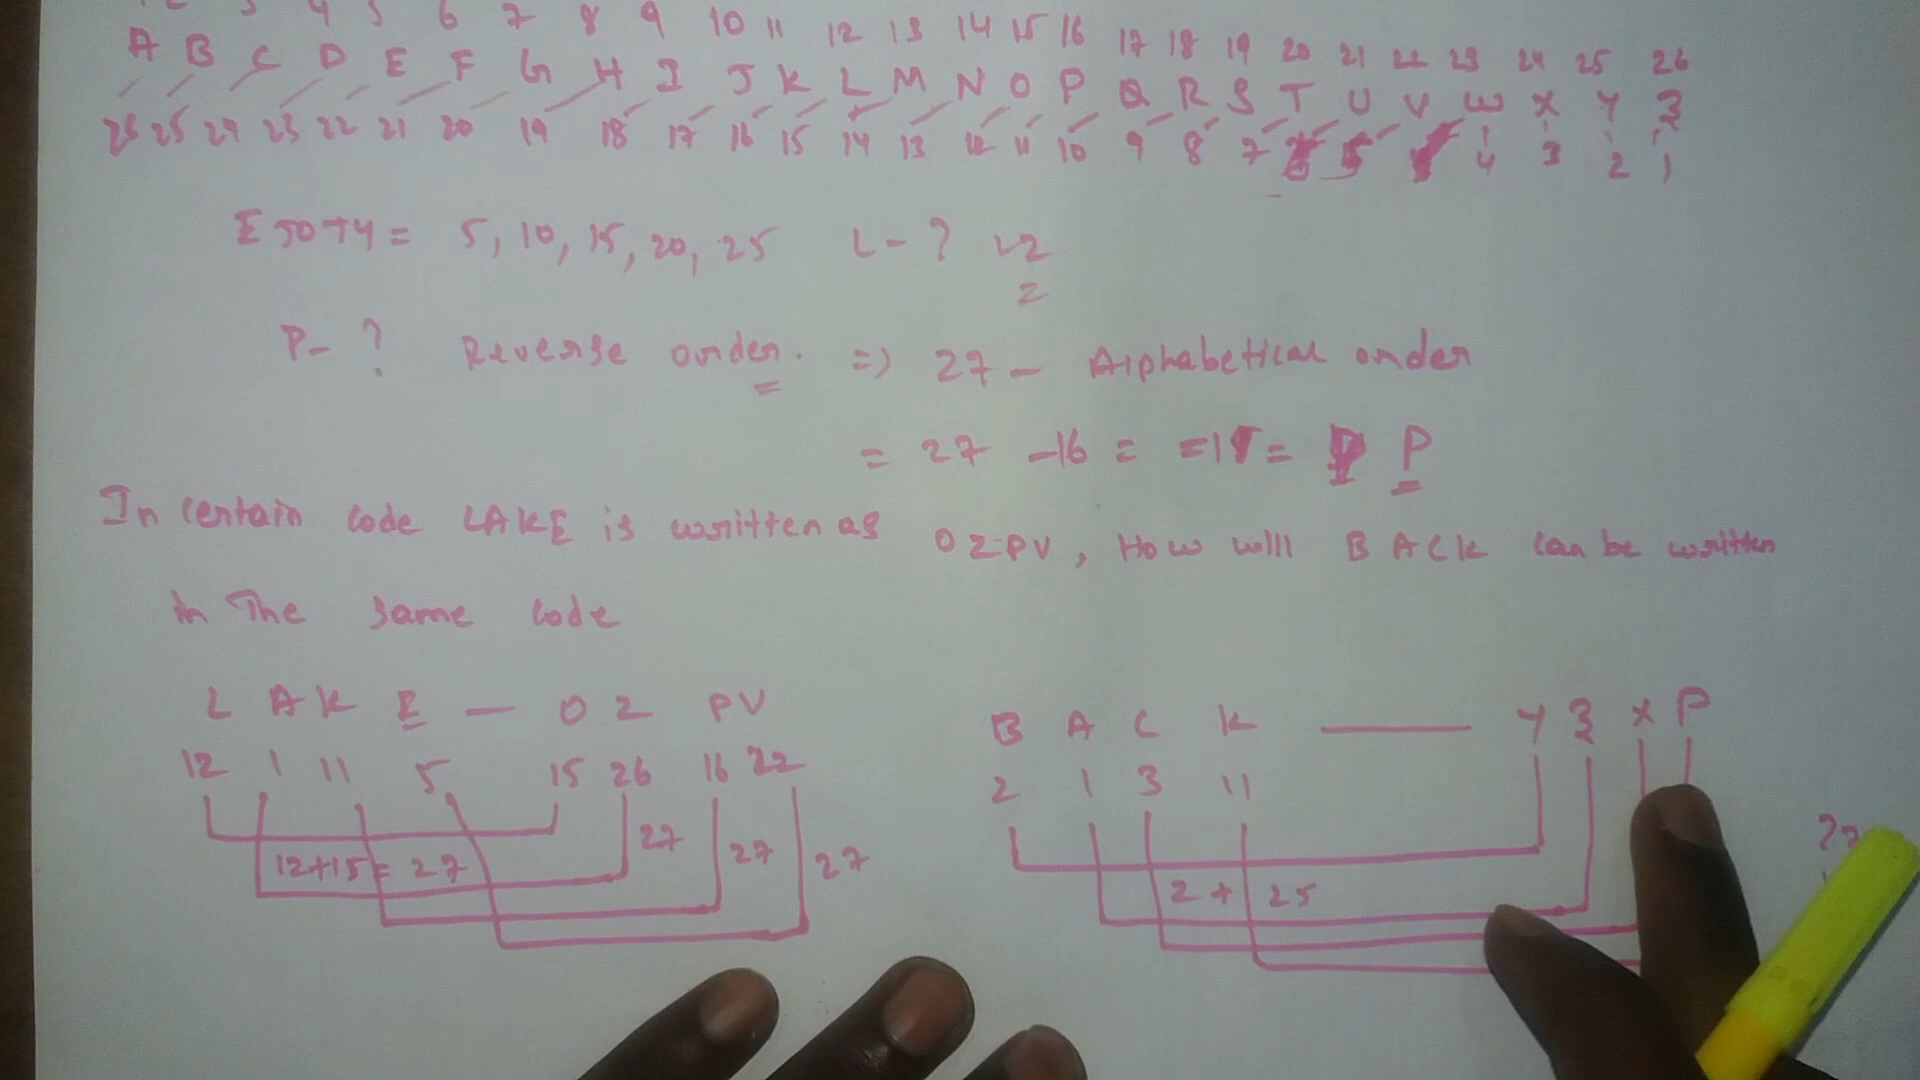 2 3 4 5 6 7 8 9 10 11 12 13 14 15 16 17 18 19 20 21 22 23 24 25 26
A B C D E F G H I J K L M N O P Q R S T U V W X Y Z
26 25 24 23 22 21 20 19 18 17 16 15 14 13 12 11 10 9 8 7 6 5 4 3 2 1
EJOTY = 5, 10, 15, 20, 25 L - ? 12
P - ? Reverse order. => 27 - Alphabetical order
= 27 - 16 = = 11 = P
In certain code LAKE is written as OZPV, How will BACK can be written
in The same code
L A K E — O Z P V B A C K — Y Z X P
12 1 11 5 15 26 16 22 2 1 3 11
12+15 = 27 27 27 27 2 + 25